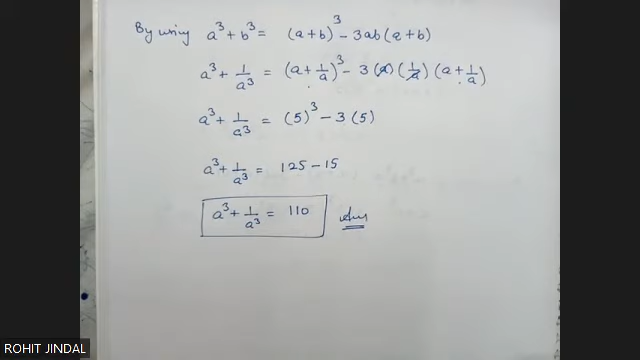 By using a³ + b³ = (a+b)³ - 3ab(a+b)
a³ + 1/a³ = (a + 1/a)³ - 3(a)(1/a)(a + 1/a)
a³ + 1/a³ = (5)³ - 3(5)
a³ + 1/a³ = 125 - 15
a³ + 1/a³ = 110 Ans
ROHIT JINDAL